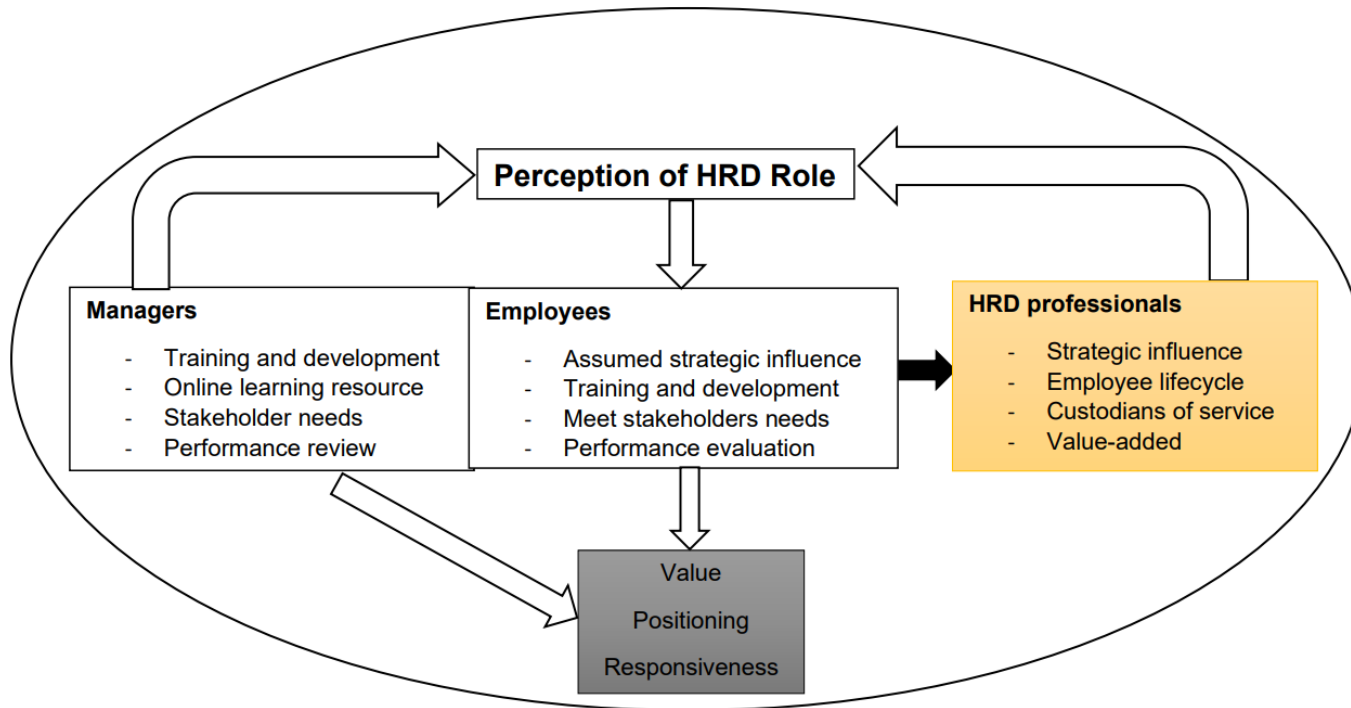 Perception of HRD Role
Managers
- Training and development
- Online learning resource
- Stakeholder needs
- Performance review
Employees
- Assumed strategic influence
- Training and development
- Meet stakeholders needs
- Performance evaluation
HRD professionals
- Strategic influence
- Employee lifecycle
- Custodians of service
- Value-added
Value
Positioning
Responsiveness